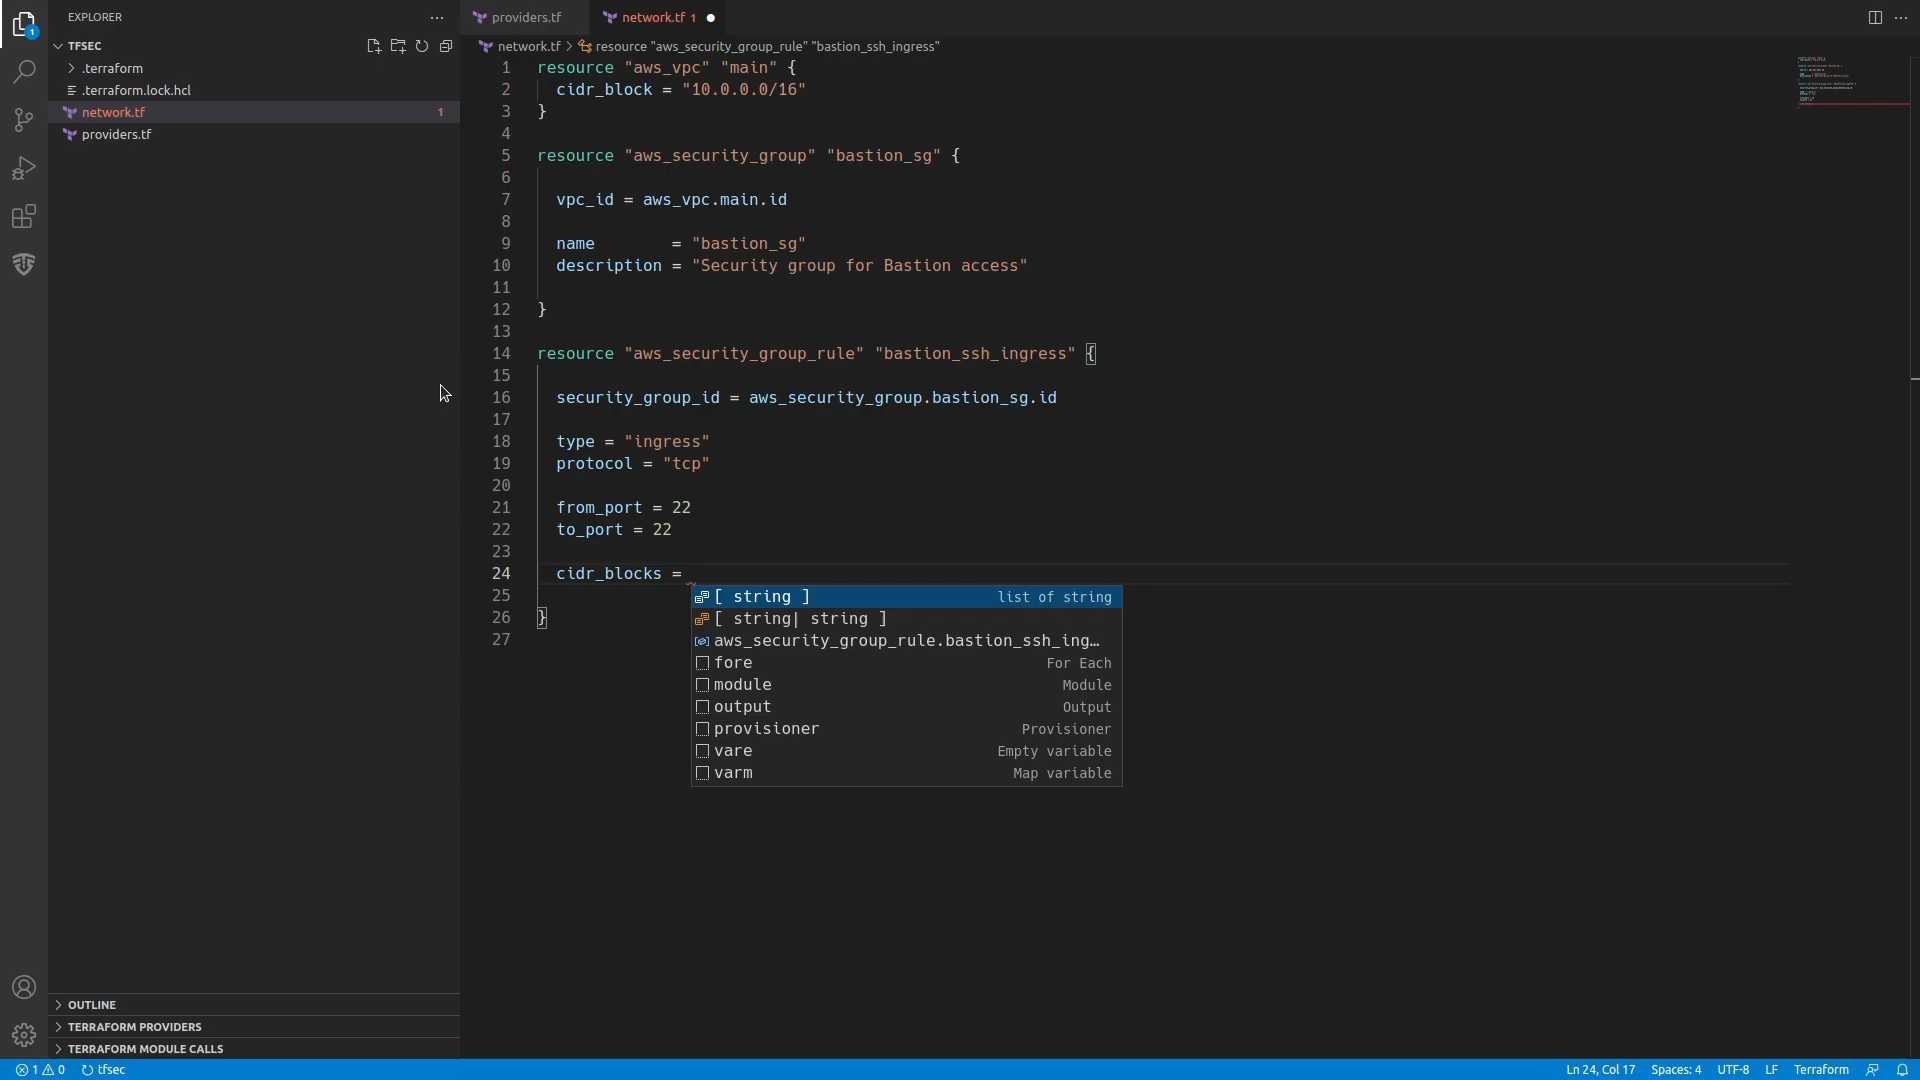 EXPLORER
TFSEC
.terraform
.terraform.lock.hcl
network.tf 1
providers.tf
OUTLINE
TERRAFORM PROVIDERS
TERRAFORM MODULE CALLS
1
providers.tf
network.tf 1
network.tf > resource "aws_security_group_rule" "bastion_ssh_ingress"
1 resource "aws_vpc" "main" {
2 cidr_block = "10.0.0.0/16"
3 }
4
5 resource "aws_security_group" "bastion_sg" {
6
7 vpc_id = aws_vpc.main.id
8
9 name = "bastion_sg"
10 description = "Security group for Bastion access"
11
12 }
13
14 resource "aws_security_group_rule" "bastion_ssh_ingress" {
15
16 security_group_id = aws_security_group.bastion_sg.id
17
18 type = "ingress"
19 protocol = "tcp"
20
21 from_port = 22
22 to_port = 22
23
24 cidr_blocks =
25
26 }
27
[ string ] list of string
[ string| string ]
aws_security_group_rule.bastion_ssh_ing…
fore For Each
module Module
output Output
provisioner Provisioner
vare Empty variable
varm Map variable
1 0 tfsec
Ln 24, Col 17 Spaces: 4 UTF-8 LF Terraform